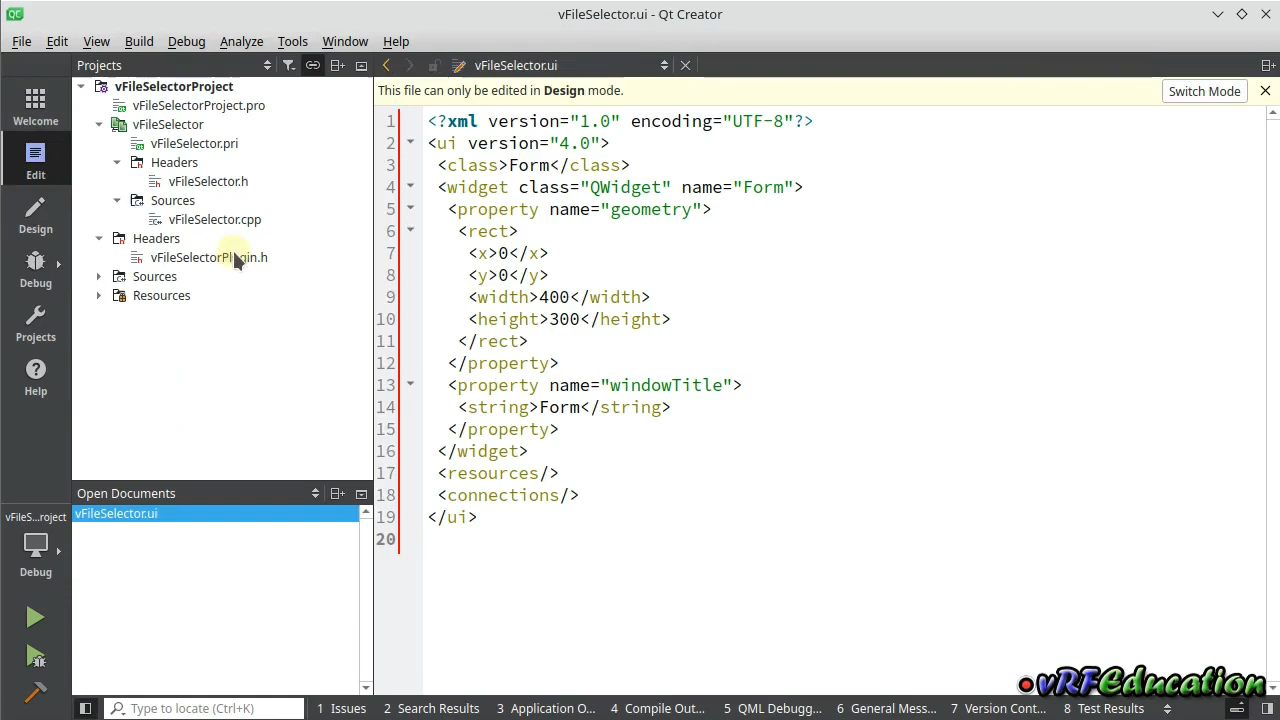 vFileSelector.ui - Qt Creator
File Edit View Build Debug Analyze Tools Window Help
Projects
vFileSelector.ui
Welcome
Edit
Design
Debug
Projects
Help
vFileS...roject
Debug
vFileSelectorProject
vFileSelectorProject.pro
vFileSelector
vFileSelector.pri
Headers
vFileSelector.h
Sources
vFileSelector.cpp
Headers
vFileSelectorPlugin.h
Sources
Resources
Open Documents
vFileSelector.ui
This file can only be edited in Design mode.
Switch Mode
1 <?xml version="1.0" encoding="UTF-8"?>
2 <ui version="4.0">
3 <class>Form</class>
4 <widget class="QWidget" name="Form">
5 <property name="geometry">
6 <rect>
7 <x>0</x>
8 <y>0</y>
9 <width>400</width>
10 <height>300</height>
11 </rect>
12 </property>
13 <property name="windowTitle">
14 <string>Form</string>
15 </property>
16 </widget>
17 <resources/>
18 <connections/>
19 </ui>
20
vRFEducation
Type to locate (Ctrl+K) 1 Issues 2 Search Results 3 Application O... 4 Compile Out... 5 QML Debugg... 6 General Mess... 7 Version Cont... 8 Test Results